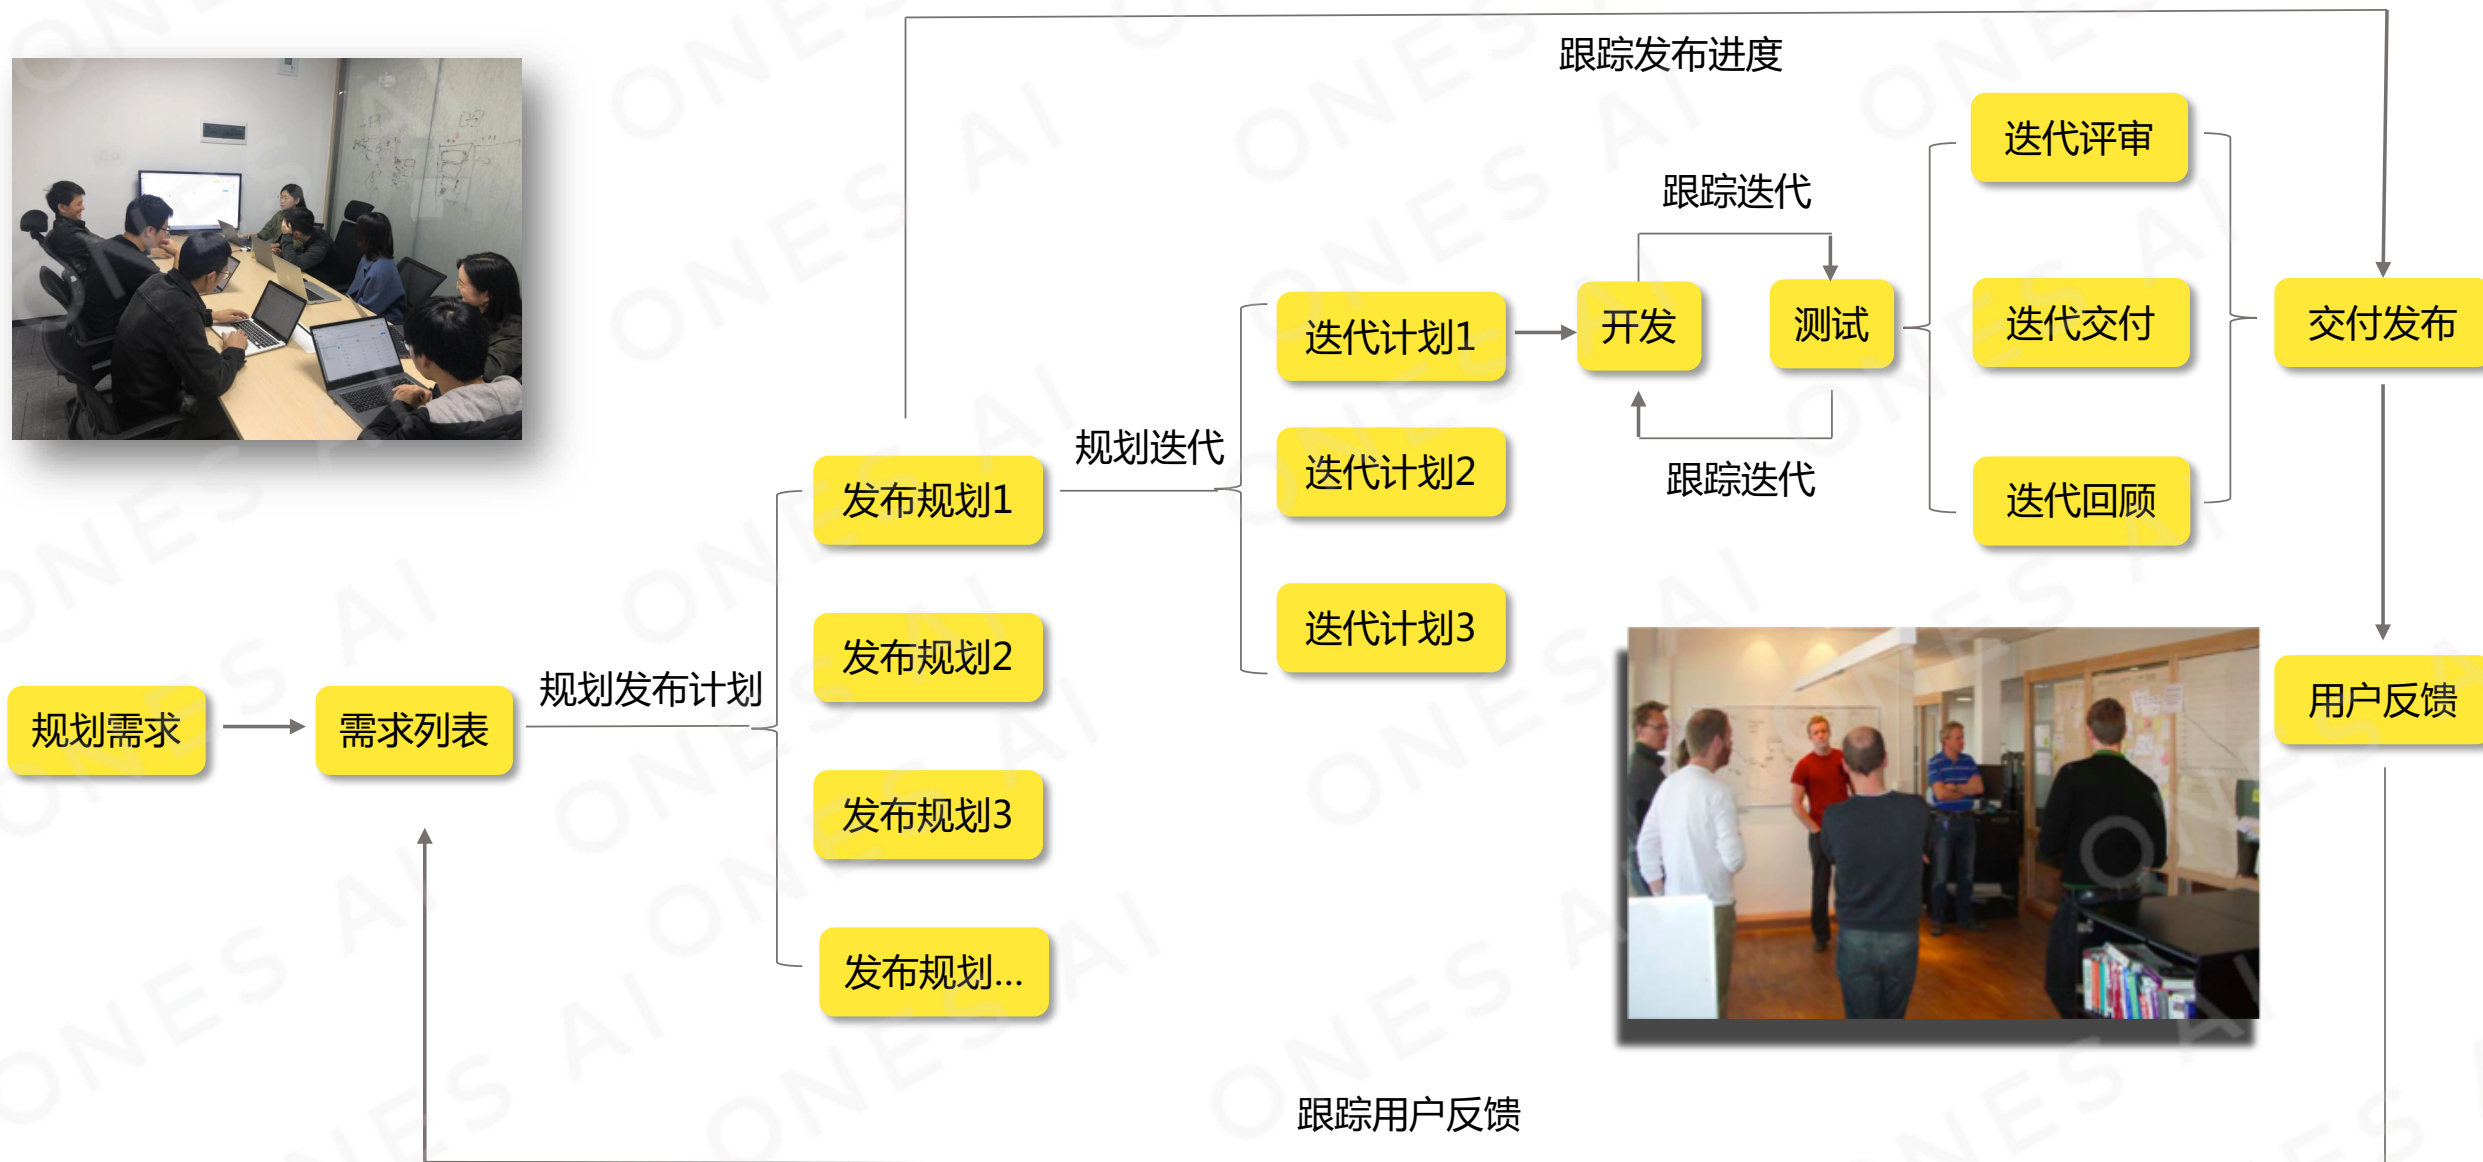 跟踪发布进度
迭代评审
跟踪迭代
迭代计划1
开发
测试
迭代交付
交付发布
规划迭代
迭代计划2
跟踪迭代
发布规划1
迭代回顾
迭代计划3
发布规划2
规划发布计划
用户反馈
规划需求
需求列表
发布规划3
发布规划...
跟踪用户反馈
ONES AI